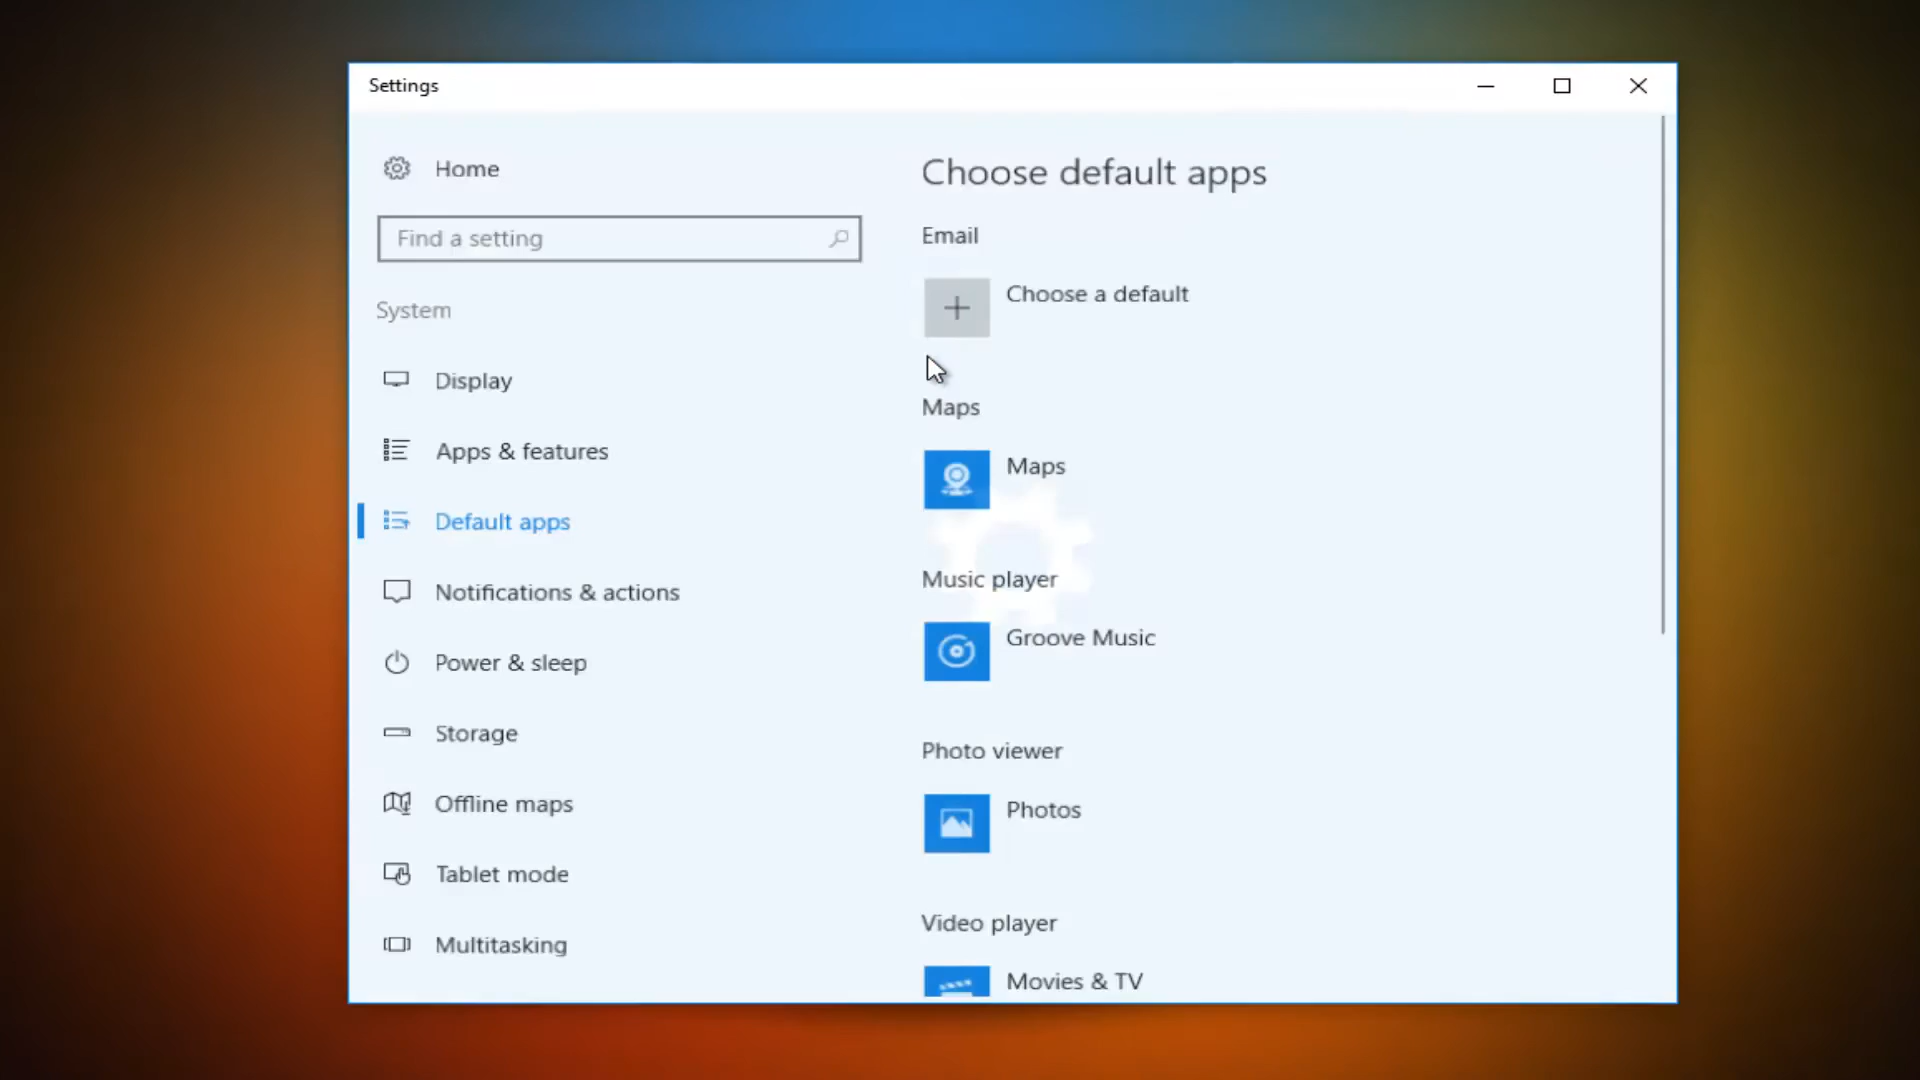 Settings
Home
Find a setting
System
Display
Apps & features
Default apps
Notifications & actions
Power & sleep
Storage
Offline maps
Tablet mode
Multitasking
Choose default apps
Email
Choose a default
Maps
Maps
Music player
Groove Music
Photo viewer
Photos
Video player
Movies & TV